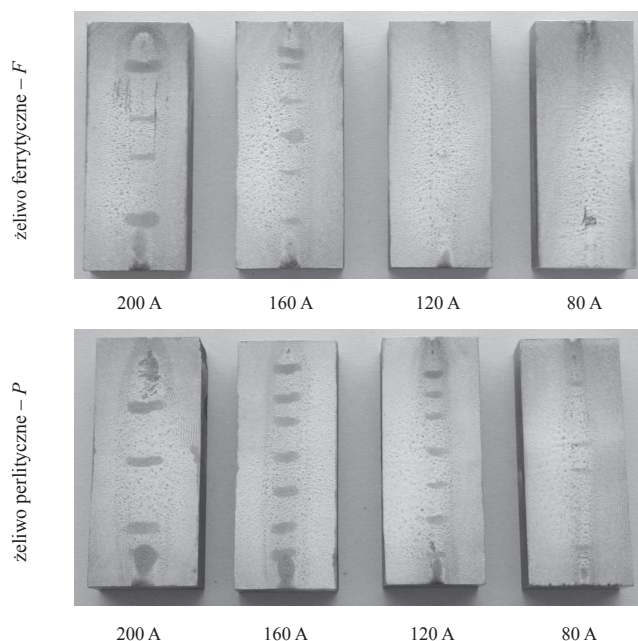 żeliwo ferrytyczne – F
200 A
160 A
120 A
80 A
żeliwo perlityczne – P
200 A
160 A
120 A
80 A